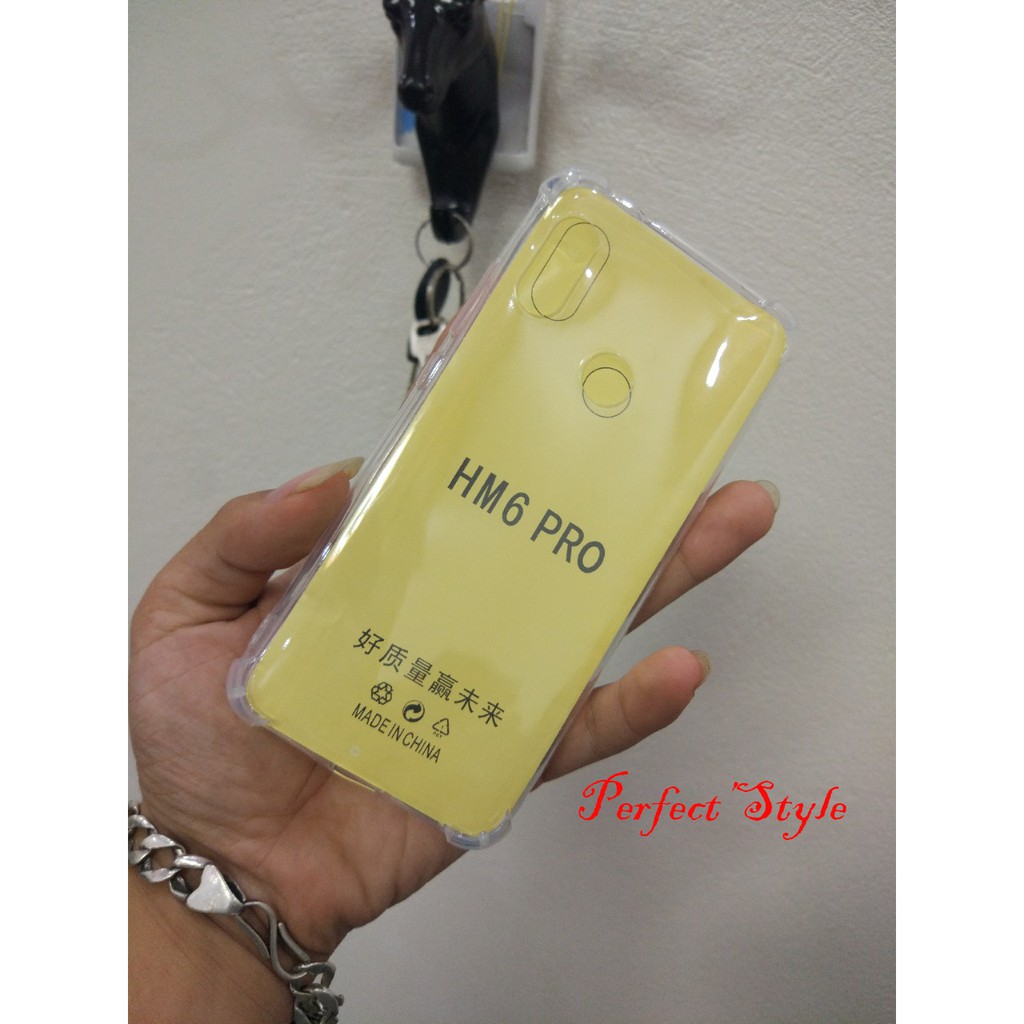 HM6 PRO
好质量赢未来
MADE IN CHINA
Perfect Style